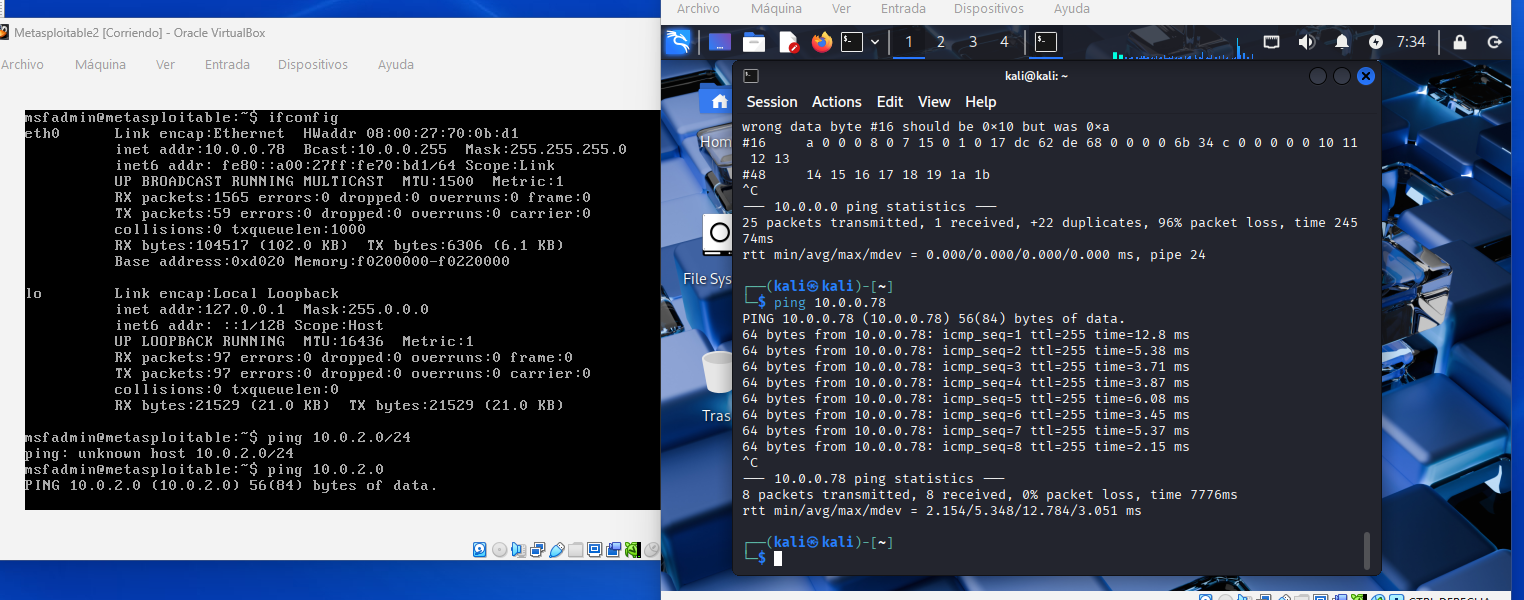 Metasploitable2 [Corriendo] - Oracle VirtualBox
Archivo Máquina Ver Entrada Dispositivos Ayuda
msfadmin@metasploitable:~$ ifconfig
eth0 Link encap:Ethernet HWaddr 08:00:27:70:0b:d1
inet addr:10.0.0.78 Bcast:10.0.0.255 Mask:255.255.255.0
inet6 addr: fe80::a00:27ff:fe70:bd1/64 Scope:Link
UP BROADCAST RUNNING MULTICAST MTU:1500 Metric:1
RX packets:1565 errors:0 dropped:0 overruns:0 frame:0
TX packets:59 errors:0 dropped:0 overruns:0 carrier:0
collisions:0 txqueuelen:1000
RX bytes:104517 (102.0 KB) TX bytes:6306 (6.1 KB)
Base address:0xd020 Memory:f0200000-f0220000
lo Link encap:Local Loopback
inet addr:127.0.0.1 Mask:255.0.0.0
inet6 addr: ::1/128 Scope:Host
UP LOOPBACK RUNNING MTU:16436 Metric:1
RX packets:97 errors:0 dropped:0 overruns:0 frame:0
TX packets:97 errors:0 dropped:0 overruns:0 carrier:0
collisions:0 txqueuelen:0
RX bytes:21529 (21.0 KB) TX bytes:21529 (21.0 KB)
msfadmin@metasploitable:~$ ping 10.0.2.0/24
ping: unknown host 10.0.2.0/24
msfadmin@metasploitable:~$ ping 10.0.2.0
PING 10.0.2.0 (10.0.2.0) 56(84) bytes of data.
Archivo Máquina Ver Entrada Dispositivos Ayuda
1 2 3 4 7:34
Hom
File Sys
Tras
kali@kali: ~
Session Actions Edit View Help
wrong data byte #16 should be 0×10 but was 0×a
#16 a 0 0 0 8 0 7 15 0 1 0 17 dc 62 de 68 0 0 0 0 6b 34 c 0 0 0 0 0 10 11
12 13
#48 14 15 16 17 18 19 1a 1b
^C
── 10.0.0.0 ping statistics ──
25 packets transmitted, 1 received, +22 duplicates, 96% packet loss, time 245
74ms
rtt min/avg/max/mdev = 0.000/0.000/0.000/0.000 ms, pipe 24
┌──(kali㉿kali)-[~]
└─$ ping 10.0.0.78
PING 10.0.0.78 (10.0.0.78) 56(84) bytes of data.
64 bytes from 10.0.0.78: icmp_seq=1 ttl=255 time=12.8 ms
64 bytes from 10.0.0.78: icmp_seq=2 ttl=255 time=5.38 ms
64 bytes from 10.0.0.78: icmp_seq=3 ttl=255 time=3.71 ms
64 bytes from 10.0.0.78: icmp_seq=4 ttl=255 time=3.87 ms
64 bytes from 10.0.0.78: icmp_seq=5 ttl=255 time=6.08 ms
64 bytes from 10.0.0.78: icmp_seq=6 ttl=255 time=3.45 ms
64 bytes from 10.0.0.78: icmp_seq=7 ttl=255 time=5.37 ms
64 bytes from 10.0.0.78: icmp_seq=8 ttl=255 time=2.15 ms
^C
── 10.0.0.78 ping statistics ──
8 packets transmitted, 8 received, 0% packet loss, time 7776ms
rtt min/avg/max/mdev = 2.154/5.348/12.784/3.051 ms
┌──(kali㉿kali)-[~]
└─$
CTRL DERECHA